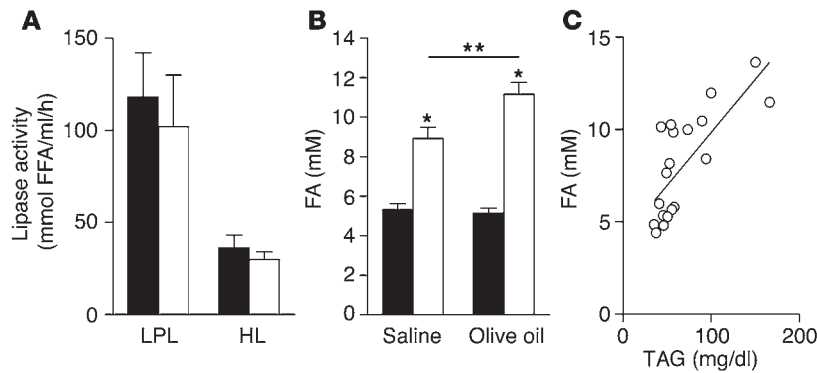 A
Lipase activity
(mmol FFA/ml/h)
150
100
50
0
LPL
HL
B
FA (mM)
14
12
10
8
6
4
2
0
*
**
*
Saline
Olive oil
C
FA (mM)
15
10
5
0
0
100
200
TAG (mg/dl)